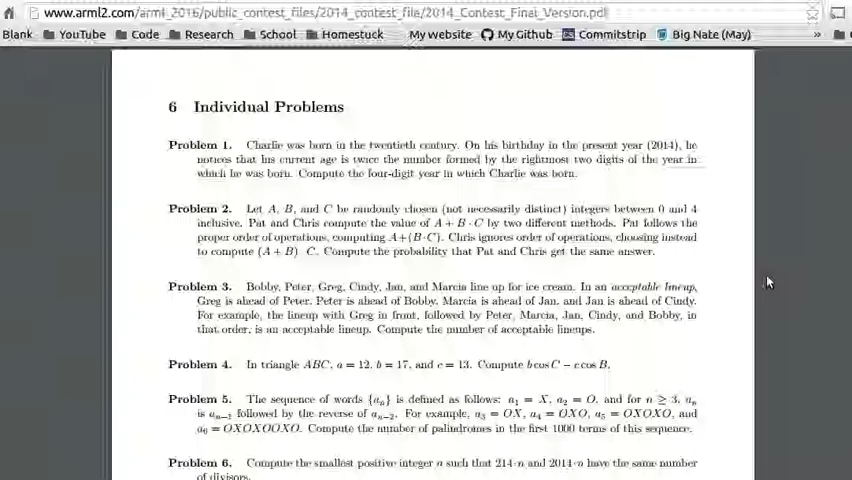 www.arml2.com/arml_2016/public_contest_files/2014_contest_file/2014_Contest_Final_Version.pdf
Blank YouTube Code Research School Homestuck My website My Github Commitstrip Big Nate (May) »
6 Individual Problems
Problem 1. Charlie was born in the twentieth century. On his birthday in the present year (2014), he
notices that his current age is twice the number formed by the rightmost two digits of the year in
which he was born. Compute the four-digit year in which Charlie was born.
Problem 2. Let A, B, and C be randomly chosen (not necessarily distinct) integers between 0 and 4
inclusive. Pat and Chris compute the value of A + B · C by two different methods. Pat follows the
proper order of operations, computing A+(B·C). Chris ignores order of operations, choosing instead
to compute (A + B) · C. Compute the probability that Pat and Chris get the same answer.
Problem 3. Bobby, Peter, Greg, Cindy, Jan, and Marcia line up for ice cream. In an acceptable lineup,
Greg is ahead of Peter, Peter is ahead of Bobby, Marcia is ahead of Jan, and Jan is ahead of Cindy.
For example, the lineup with Greg in front, followed by Peter, Marcia, Jan, Cindy, and Bobby, in
that order, is an acceptable lineup. Compute the number of acceptable lineups.
Problem 4. In triangle ABC, a = 12, b = 17, and c = 13. Compute b cos C − c cos B.
Problem 5. The sequence of words {aₙ} is defined as follows: a₁ = X, a₂ = O, and for n ≥ 3, aₙ
is aₙ₋₁ followed by the reverse of aₙ₋₂. For example, a₃ = OX, a₄ = OXO, a₅ = OXOXO, and
a₆ = OXOXOOXO. Compute the number of palindromes in the first 1000 terms of this sequence.
Problem 6. Compute the smallest positive integer n such that 214·n and 2014·n have the same number
of divisors.